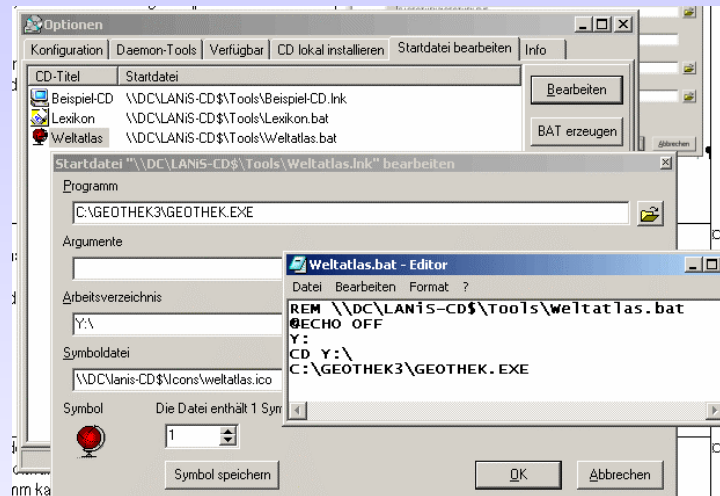 Optionen
Konfiguration Daemon-Tools Verfügbar CD lokal installieren Startdatei bearbeiten Info
CD-Titel Startdatei
Beispiel-CD \\DC\LANiS-CD$\Tools\Beispiel-CD.lnk
Lexikon \\DC\LANiS-CD$\Tools\Lexikon.bat
Weltatlas \\DC\LANiS-CD$\Tools\Weltatlas.bat
Bearbeiten
BAT erzeugen
Abbrechen
Startdatei "\\DC\LANiS-CD$\Tools\Weltatlas.lnk" bearbeiten
Programm
C:\GEOTHEK3\GEOTHEK.EXE
Argumente
Arbeitsverzeichnis
Y:\
Symboldatei
\\DC\lanis-CD$\Icons\weltatlas.ico
Symbol Die Datei enthält 1 Sym
1
Symbol speichern
OK Abbrechen
Weltatlas.bat - Editor
Datei Bearbeiten Format ?
REM \\DC\LANiS-CD$\Tools\Weltatlas.bat
@ECHO OFF
Y:
CD Y:\
C:\GEOTHEK3\GEOTHEK.EXE
nm ka